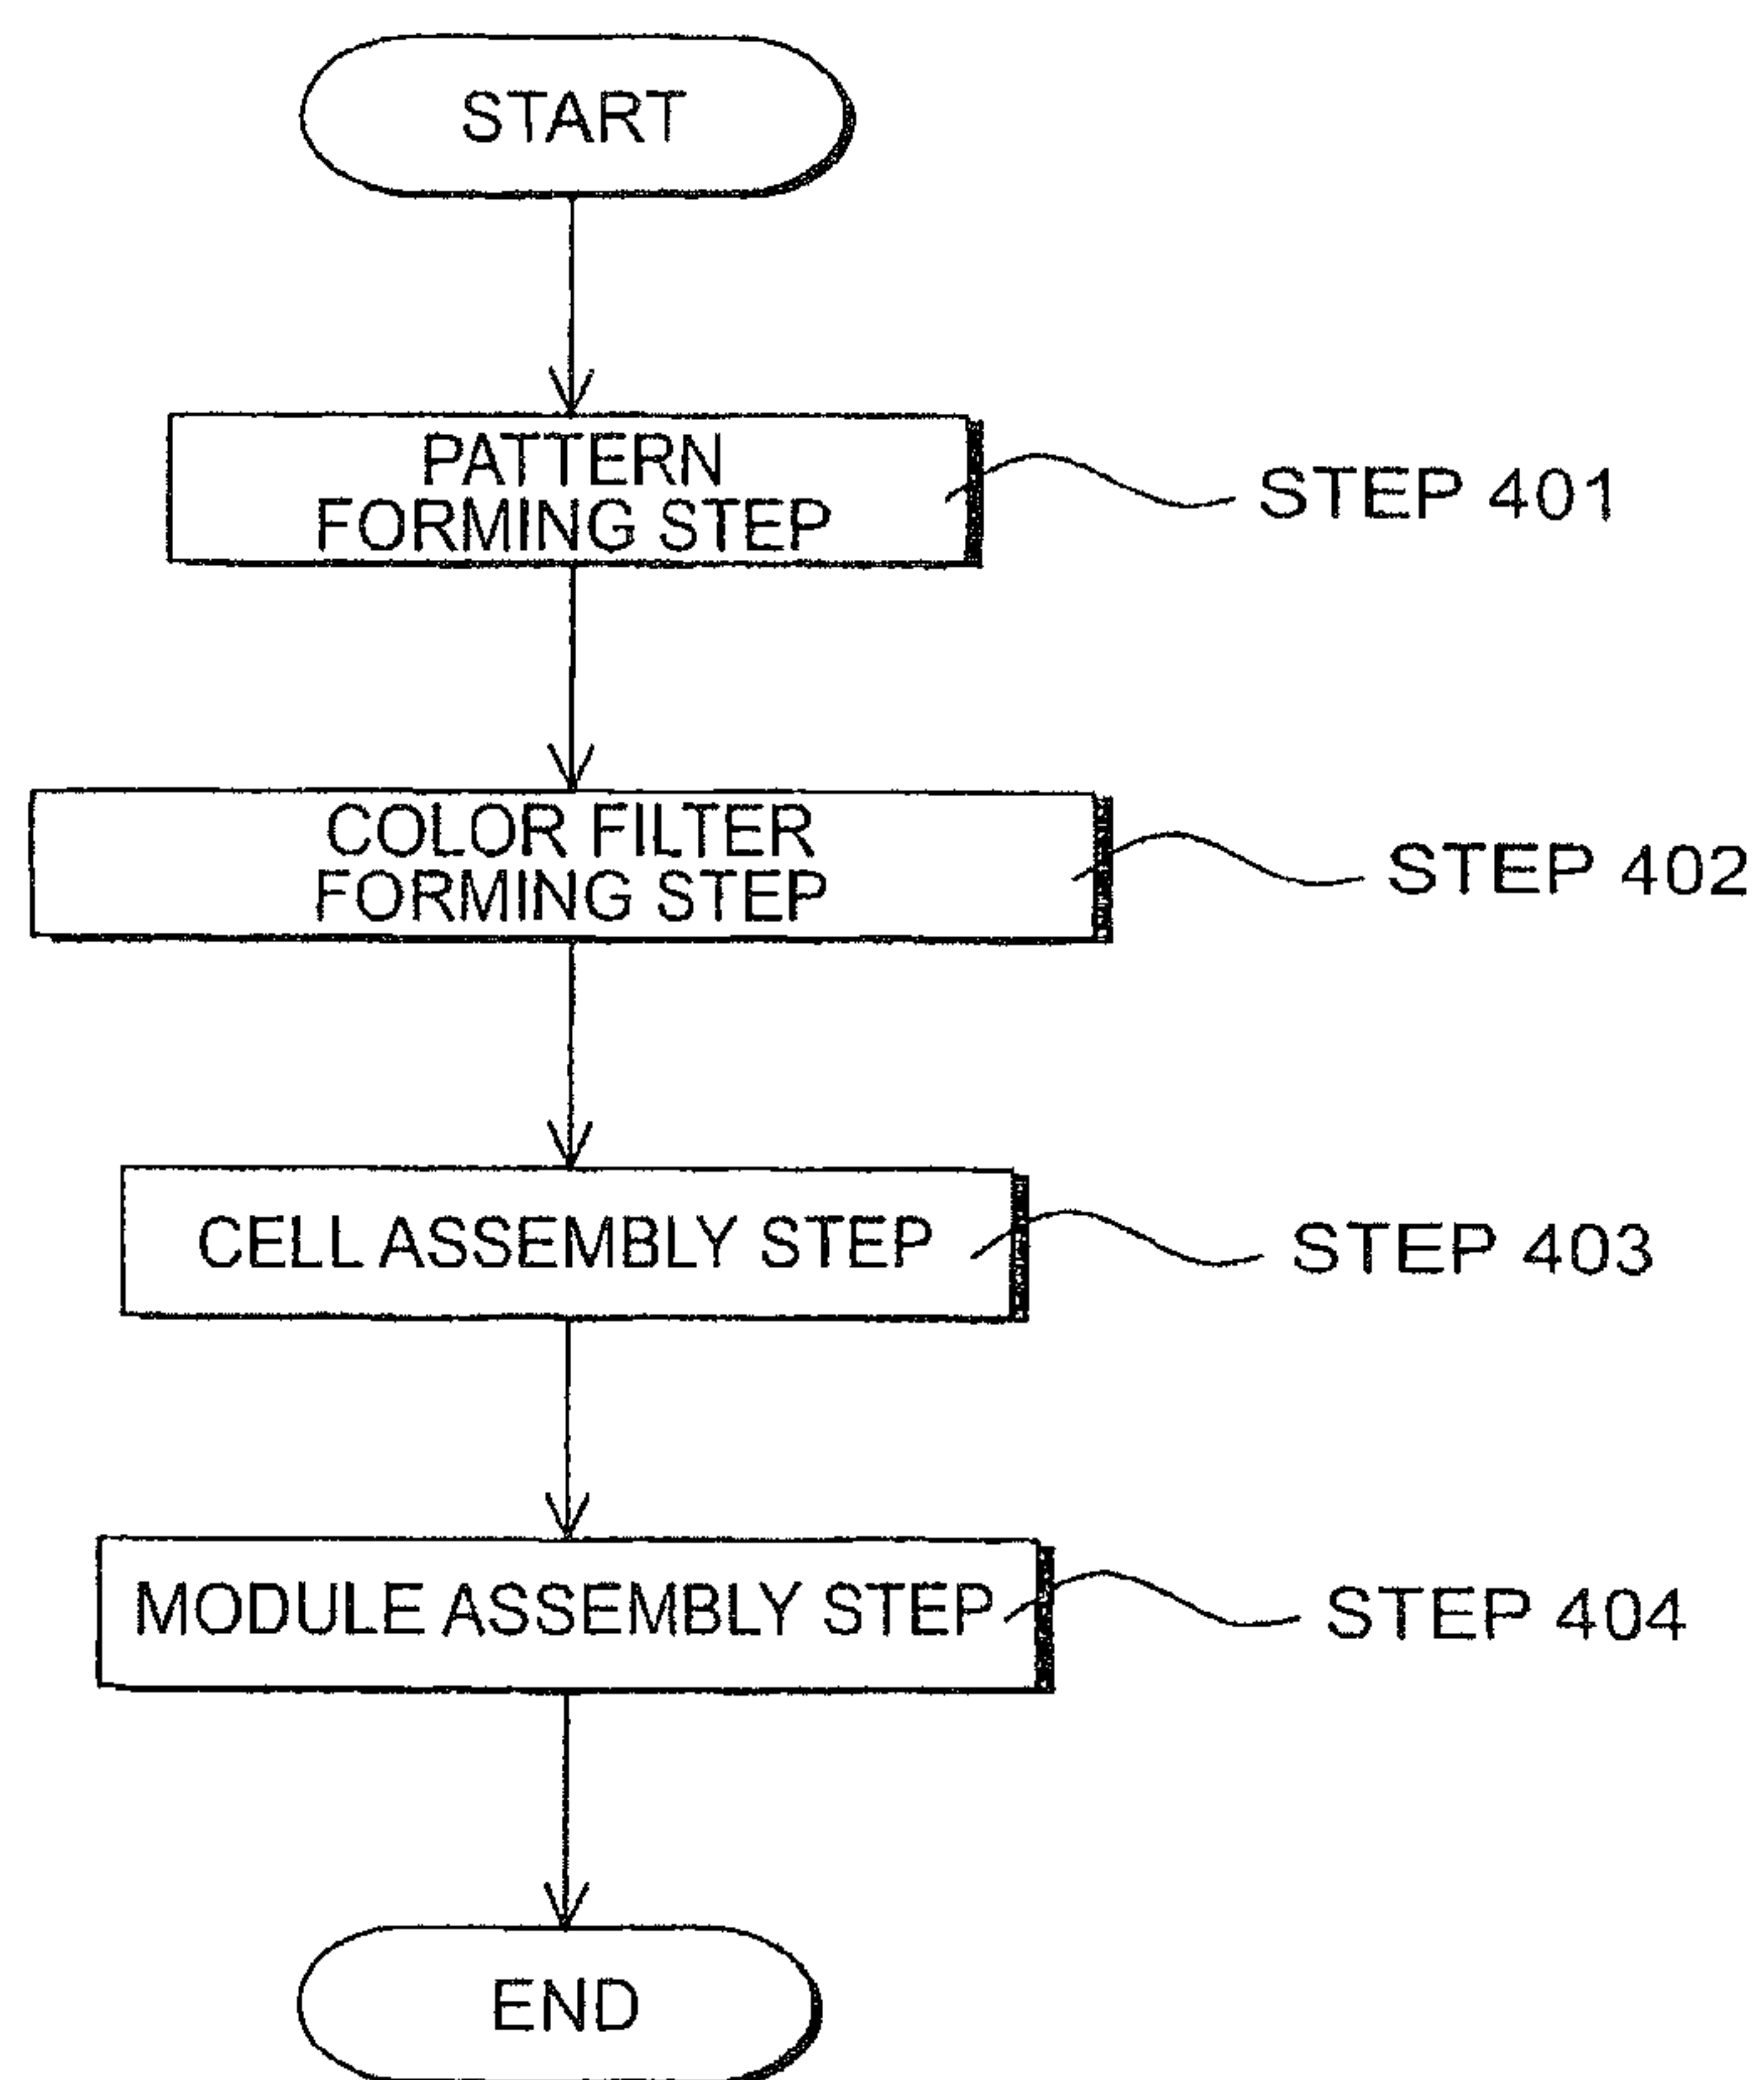 START
PATTERN
FORMING STEP
STEP 401
COLOR FILTER
FORMING STEP
STEP 402
CELL ASSEMBLY STEP
STEP 403
MODULE ASSEMBLY STEP
STEP 404
END